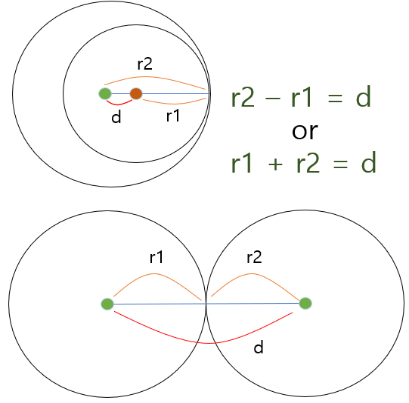 r2
d
r1
r2 – r1 = d
or
r1 + r2 = d
r1
r2
d